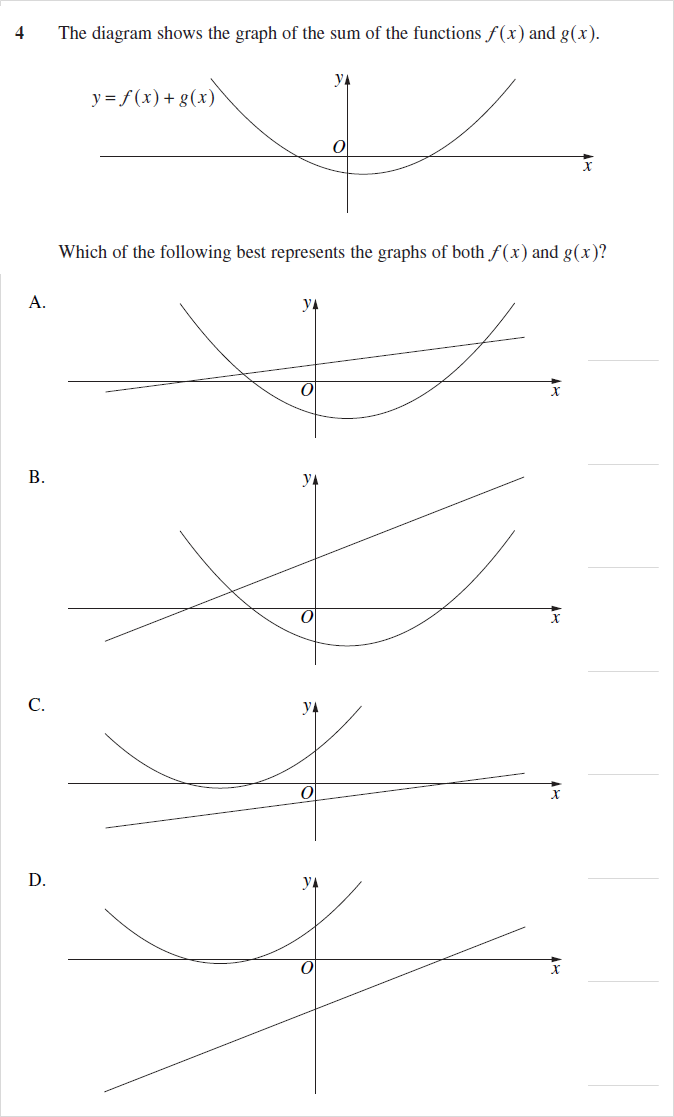 4 The diagram shows the graph of the sum of the functions f(x) and g(x).
y
y = f(x) + g(x)
O
x
Which of the following best represents the graphs of both f(x) and g(x)?
A.
y
O
x
B.
y
O
x
C.
y
O
x
D.
y
O
x